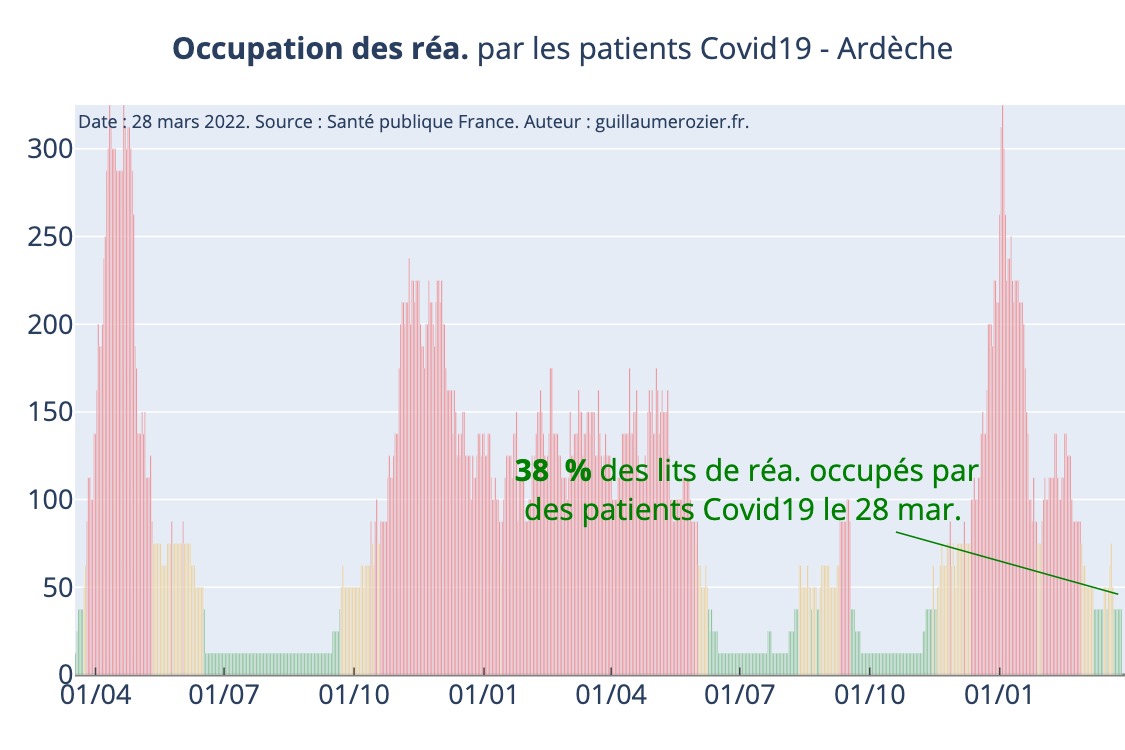 Occupation des réa. par les patients Covid19 - Ardèche
Date : 28 mars 2022. Source : Santé publique France. Auteur : guillaumerozier.fr.
300
250
200
150
100
50
0
38 % des lits de réa. occupés par
des patients Covid19 le 28 mar.
01/04 01/07 01/10 01/01 01/04 01/07 01/10 01/01